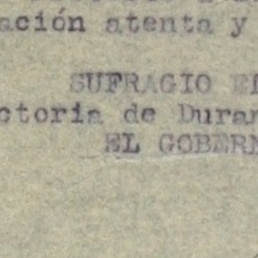 ación atenta y
SUFRAGIO E
ctoria de Duran
EL GOBERN